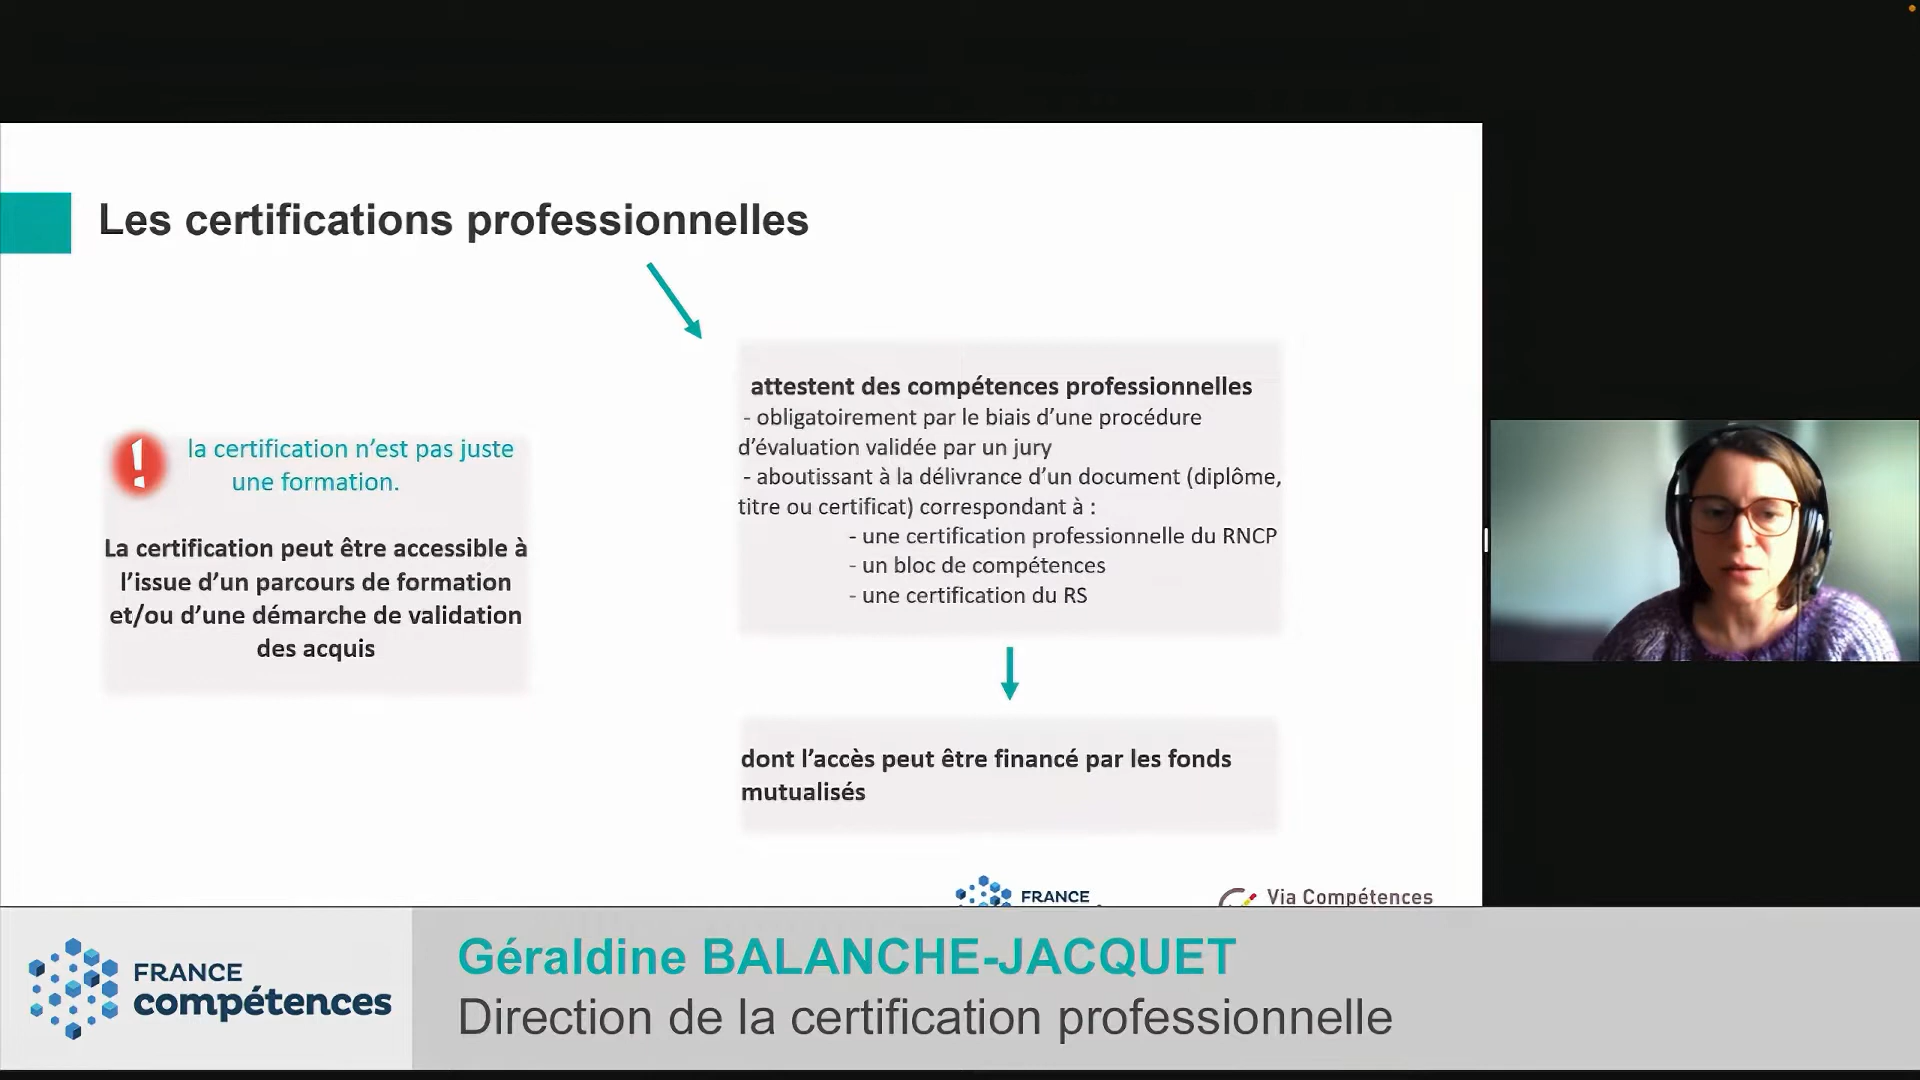 Les certifications professionnelles
la certification n’est pas juste
une formation.
La certification peut être accessible à
l’issue d’un parcours de formation
et/ou d’une démarche de validation
des acquis
attestent des compétences professionnelles
- obligatoirement par le biais d’une procédure
d’évaluation validée par un jury
- aboutissant à la délivrance d’un document (diplôme,
titre ou certificat) correspondant à :
- une certification professionnelle du RNCP
- un bloc de compétences
- une certification du RS
dont l’accès peut être financé par les fonds
mutualisés
FRANCE
Via Compétences
FRANCE
compétences
Géraldine BALANCHE-JACQUET
Direction de la certification professionnelle